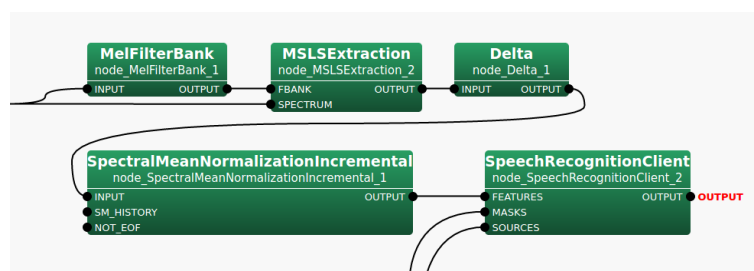 MelFilterBank
node_MelFilterBank_1
INPUT OUTPUT
MSLSExtraction
node_MSLSExtraction_2
FBANK OUTPUT
SPECTRUM
Delta
node_Delta_1
INPUT OUTPUT
SpectralMeanNormalizationIncremental
node_SpectralMeanNormalizationIncremental_1
INPUT OUTPUT
SM_HISTORY
NOT_EOF
SpeechRecognitionClient
node_SpeechRecognitionClient_2
FEATURES OUTPUT OUTPUT
MASKS
SOURCES